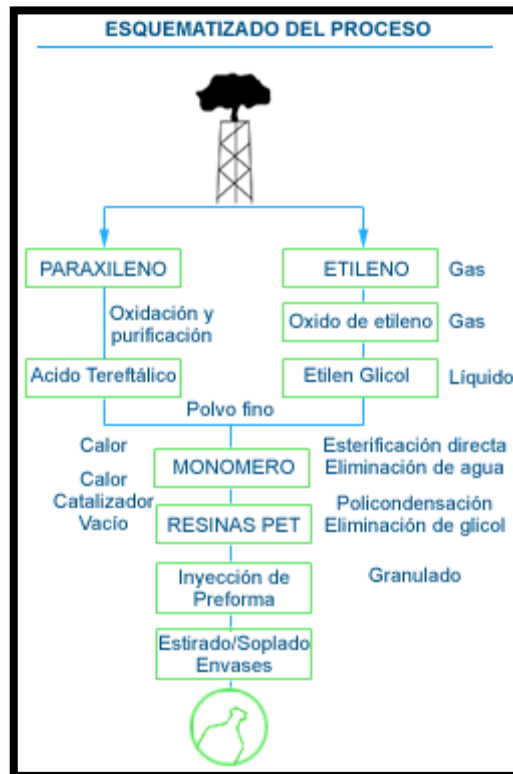 ESQUEMATIZADO DEL PROCESO
PARAXILENO
ETILENO
Gas
Oxidación y
purificación
Oxido de etileno
Gas
Acido Tereftálico
Etilen Glicol
Líquido
Polvo fino
Calor
MONOMERO
Esterificación directa
Eliminación de agua
Calor
Catalizador
Vacío
RESINAS PET
Policondensación
Eliminación de glicol
Inyección de
Preforma
Granulado
Estirado/Soplado
Envases